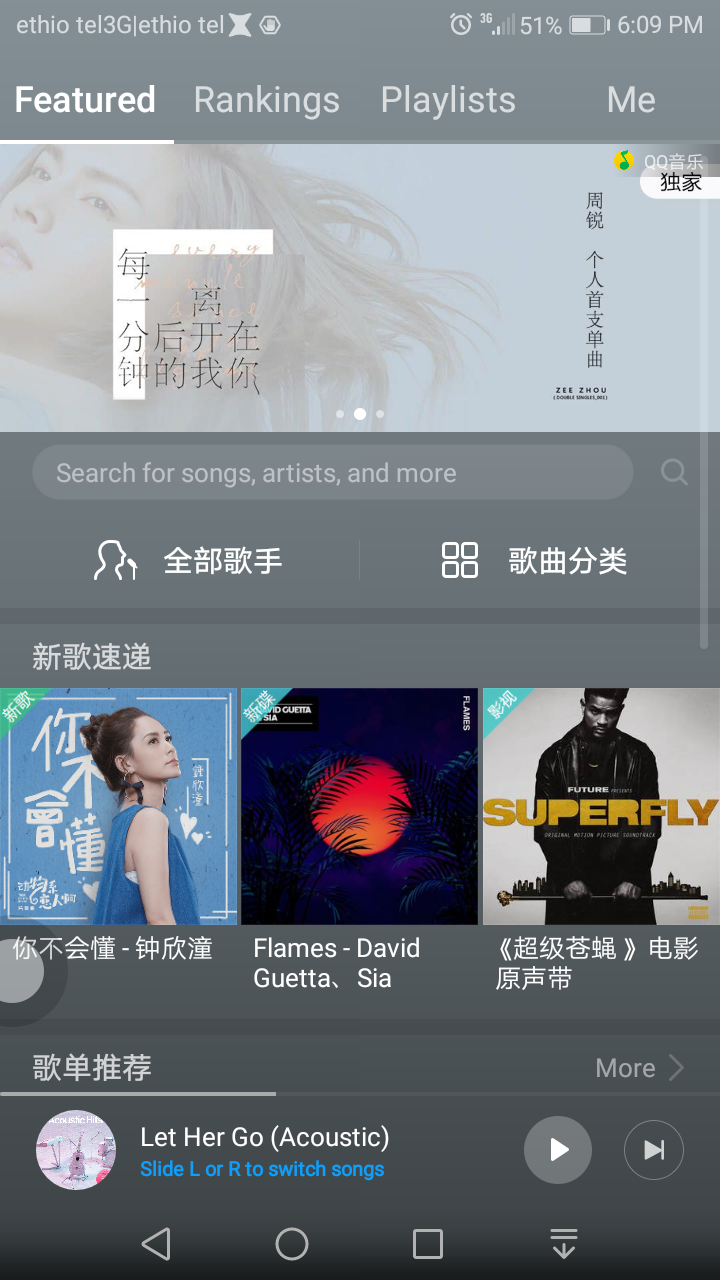 ethio tel3G|ethio tel 3G 51% 6:09 PM
Featured Rankings Playlists Me
QQ音乐
独家
周锐 个人首支单曲
ZEE ZHOU
(DOUBLE SINGLES_001)
每一分钟
后的
离开我
在你
Search for songs, artists, and more
全部歌手 歌曲分类
新歌速递
新歌
你不會懂
鍾欣潼
新碟
DAVID GUETTA
SIA
FLAMES
影视
FUTURE PRESENTS
SUPERFLY
ORIGINAL MOTION PICTURE SOUNDTRACK
你不会懂 - 钟欣潼
Flames - David
Guetta、 Sia
《超级苍蝇 》电影
原声带
歌单推荐 More
Acoustic Hits
Let Her Go (Acoustic)
Slide L or R to switch songs